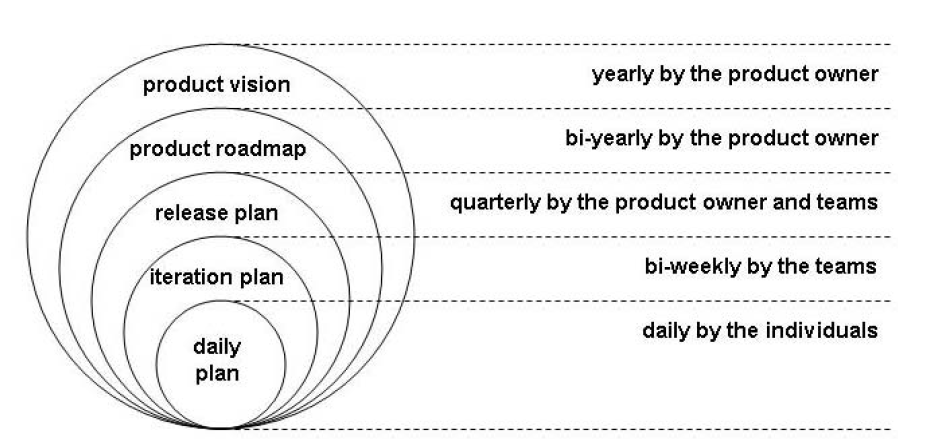 product vision
yearly by the product owner
product roadmap
bi-yearly by the product owner
release plan
quarterly by the product owner and teams
iteration plan
bi-weekly by the teams
daily
plan
daily by the individuals